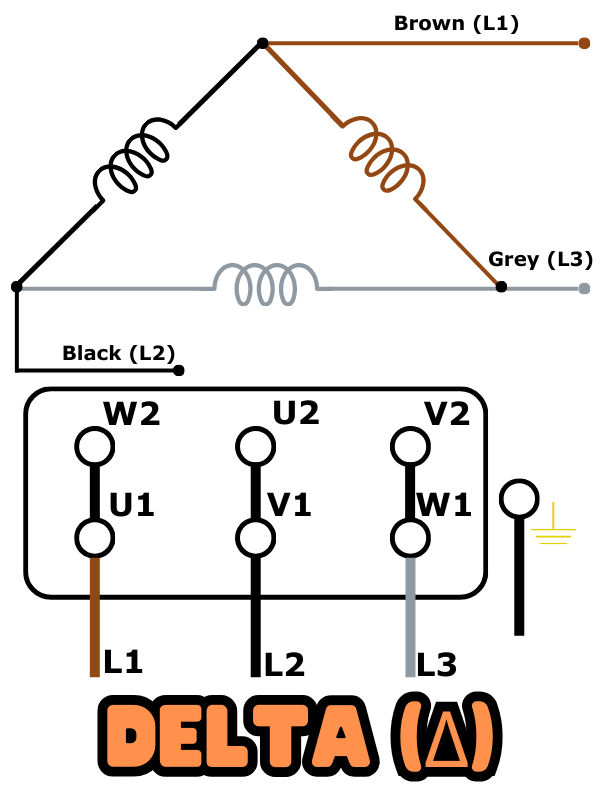 Brown (L1)
Grey (L3)
Black (L2)
W2 U2 V2
U1 V1 W1
L1 L2 L3
DELTA (Δ)